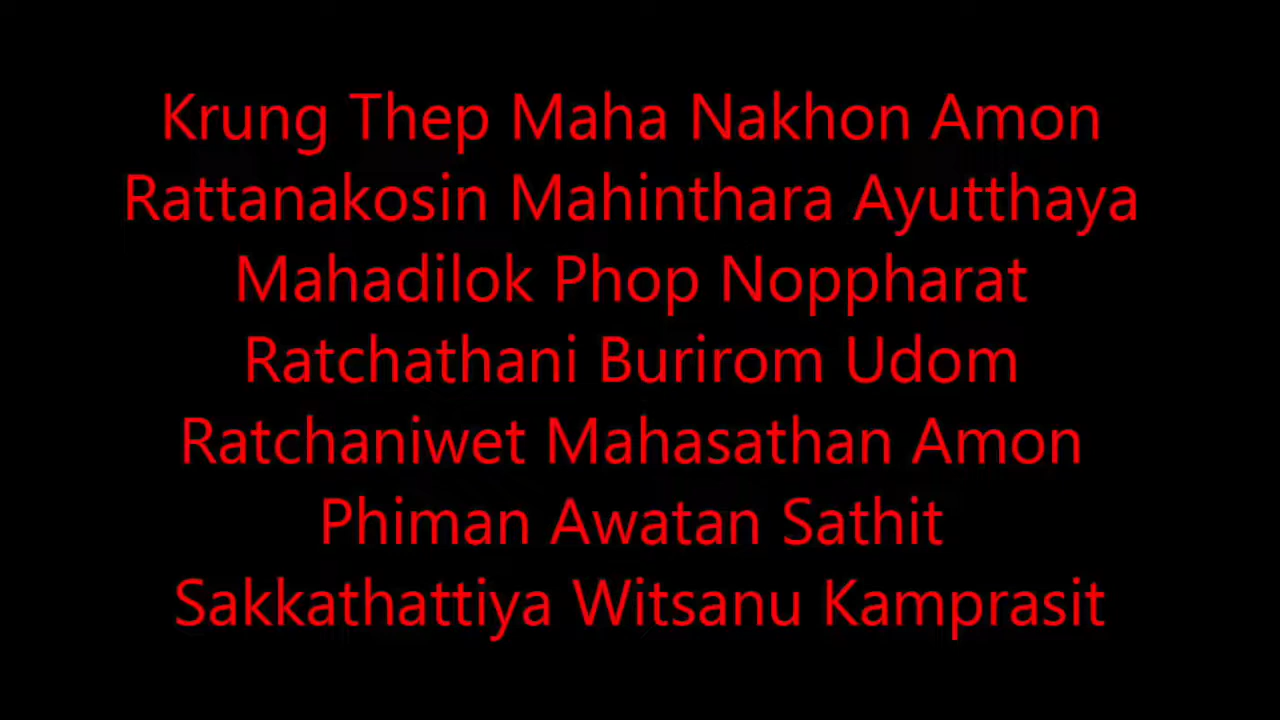 Krung Thep Maha Nakhon Amon
Rattanakosin Mahinthara Ayutthaya
Mahadilok Phop Noppharat
Ratchathani Burirom Udom
Ratchaniwet Mahasathan Amon
Phiman Awatan Sathit
Sakkathattiya Witsanu Kamprasit